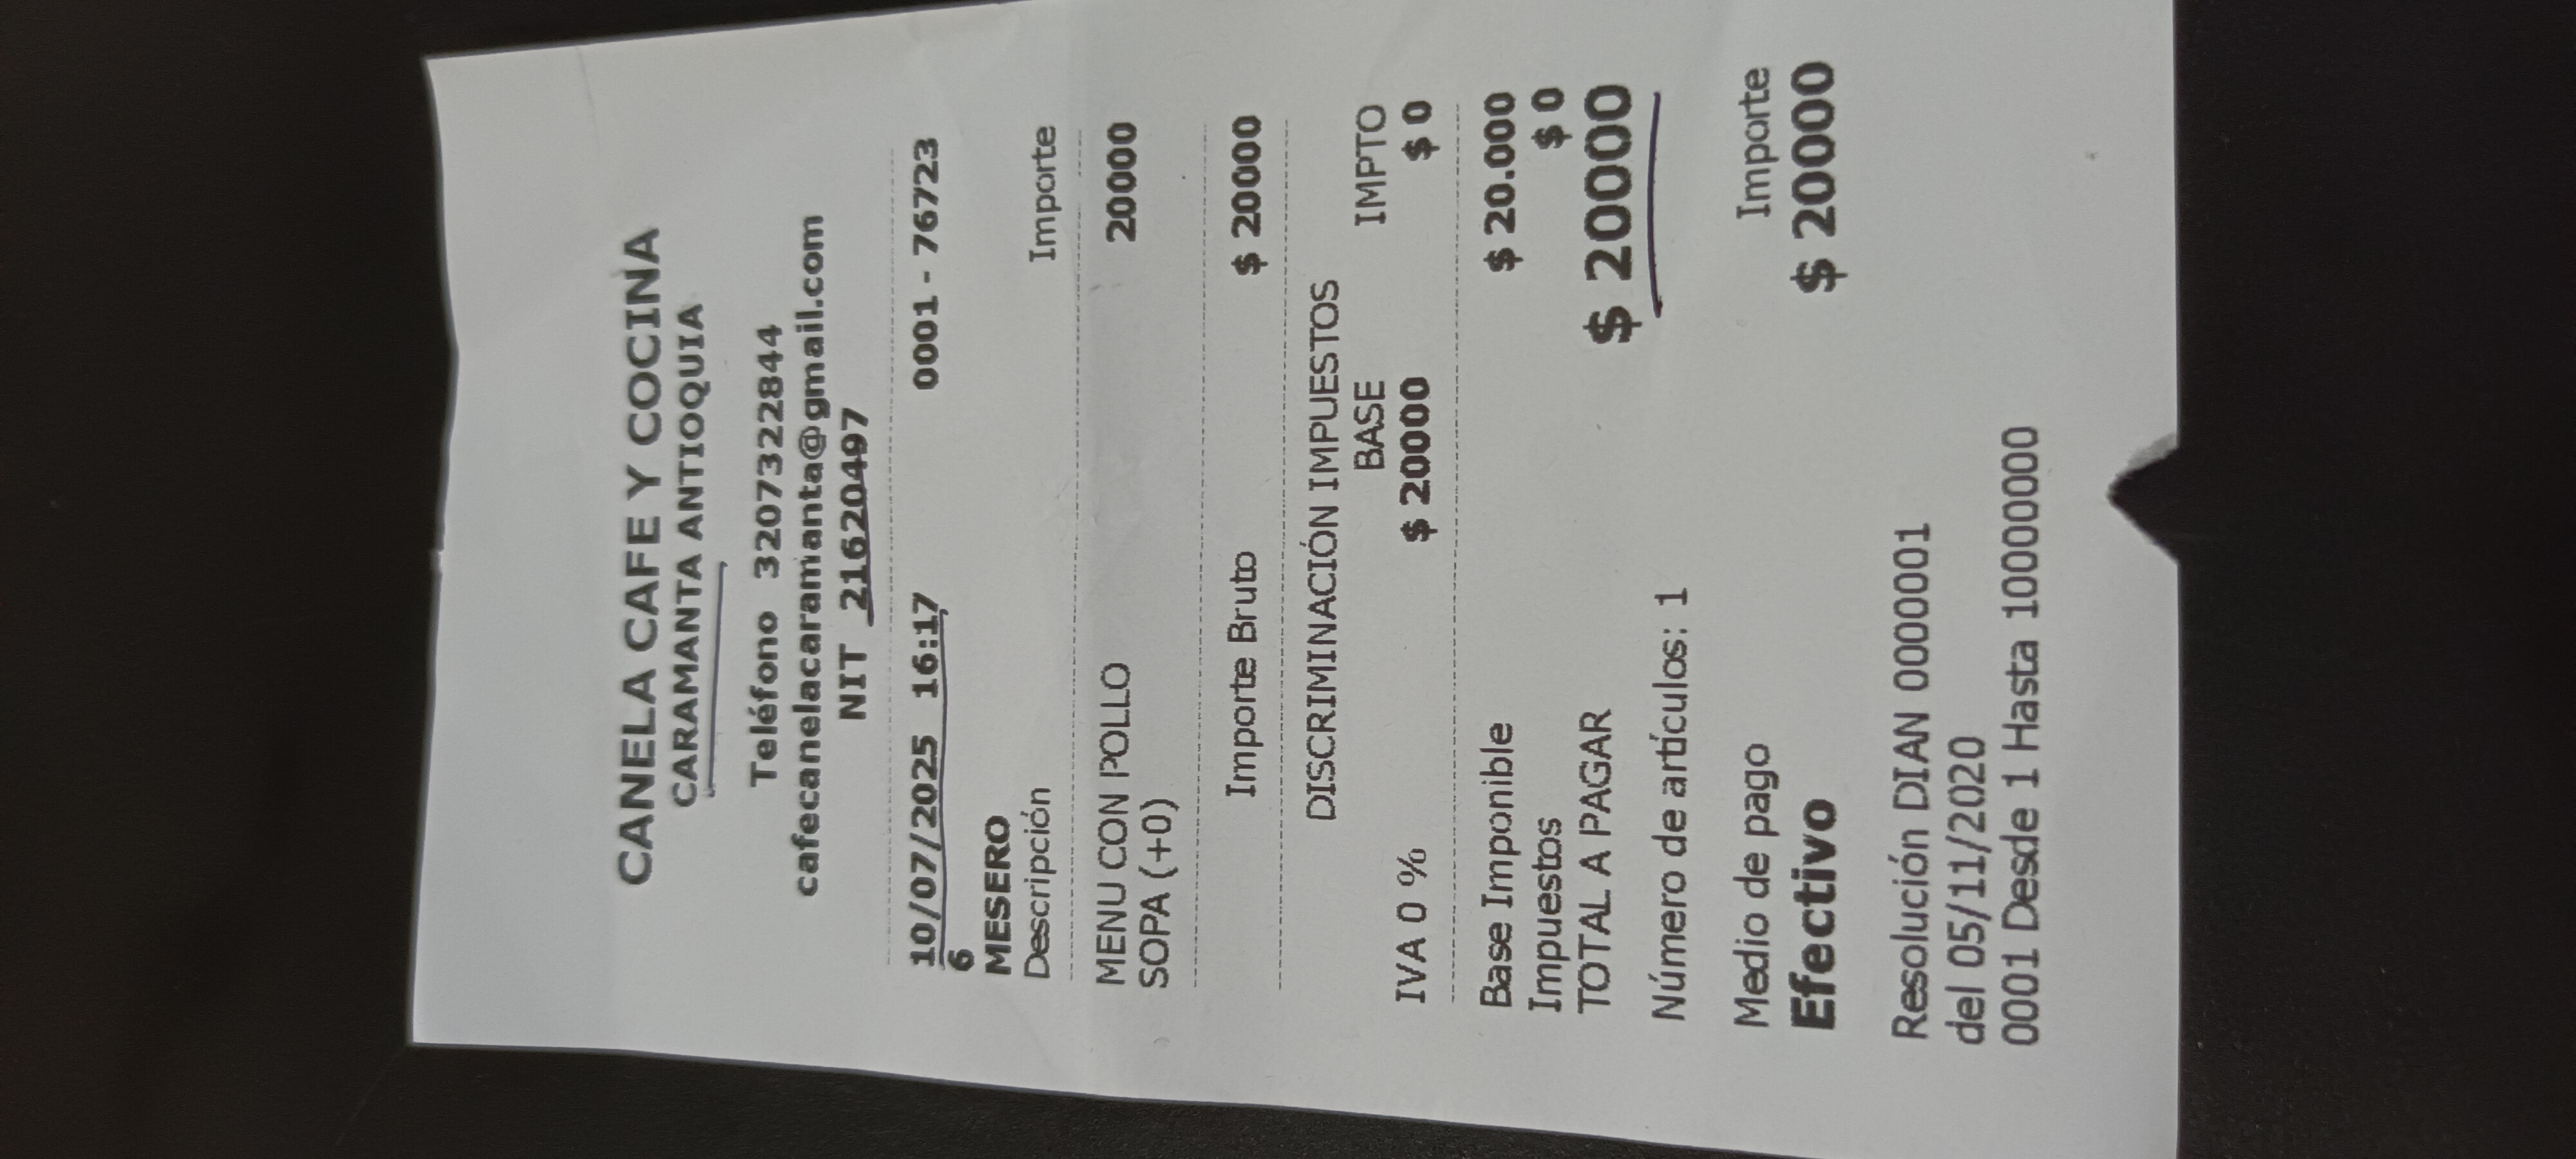 CANELA CAFE Y COCINA
CARAMANTA ANTIOQUIA
Teléfono 3207322844
cafecanelacaramanta@gmail.com
NIT 21620497
10/07/2025 16:17 0001 - 76723
6
MESERO
Descripción Importe
MENU CON POLLO 20000
SOPA (+0)
Importe Bruto $ 20000
DISCRIMINACIÓN IMPUESTOS
BASE IMPTO
IVA 0 % $ 20000 $ 0
Base Imponible $ 20.000
Impuestos $ 0
TOTAL A PAGAR $ 20000
Número de artículos: 1
Medio de pago Importe
Efectivo $ 20000
Resolución DIAN 0000001
del 05/11/2020
0001 Desde 1 Hasta 10000000